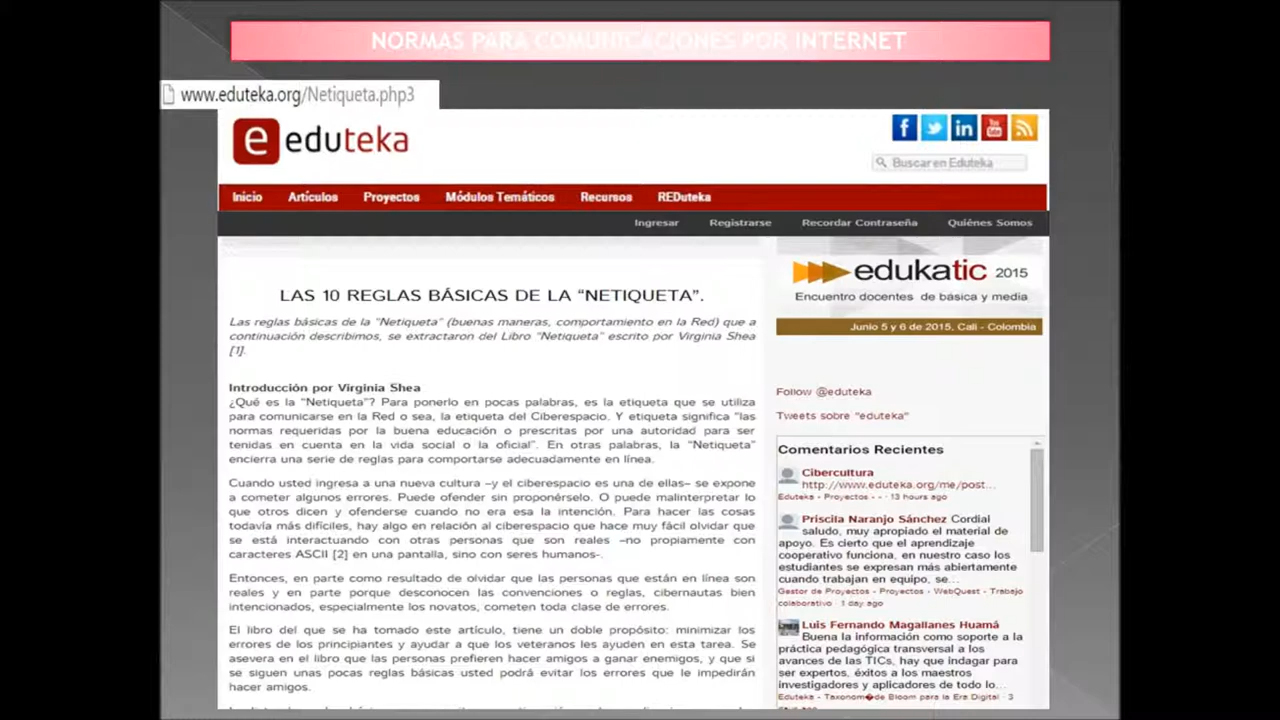 NORMAS PARA COMUNICACIONES POR INTERNET
www.eduteka.org/Netiqueta.php3
e eduteka
Buscar en Eduteka
Inicio Artículos Proyectos Módulos Temáticos Recursos REDuteka
Ingresar Registrarse Recordar Contraseña Quiénes Somos
LAS 10 REGLAS BÁSICAS DE LA “NETIQUETA”.
Las reglas básicas de la “Netiqueta” (buenas maneras, comportamiento en la Red) que a
continuación describimos, se extractaron del Libro “Netiqueta” escrito por Virginia Shea
[1].
Introducción por Virginia Shea
¿Qué es la “Netiqueta”? Para ponerlo en pocas palabras, es la etiqueta que se utiliza
para comunicarse en la Red o sea, la etiqueta del Ciberespacio. Y etiqueta significa “las
normas requeridas por la buena educación o prescritas por una autoridad para ser
tenidas en cuenta en la vida social o la oficial”. En otras palabras, la “Netiqueta”
encierra una serie de reglas para comportarse adecuadamente en línea.
Cuando usted ingresa a una nueva cultura –y el ciberespacio es una de ellas– se expone
a cometer algunos errores. Puede ofender sin proponérselo. O puede malinterpretar lo
que otros dicen y ofenderse cuando no era esa la intención. Para hacer las cosas
todavía más difíciles, hay algo en relación al ciberespacio que hace muy fácil olvidar que
se está interactuando con otras personas que son reales –no propiamente con
caracteres ASCII [2] en una pantalla, sino con seres humanos-.
Entonces, en parte como resultado de olvidar que las personas que están en línea son
reales y en parte porque desconocen las convenciones o reglas, cibernautas bien
intencionados, especialmente los novatos, cometen toda clase de errores.
El libro del que se ha tomado este artículo, tiene un doble propósito: minimizar los
errores de los principiantes y ayudar a que los veteranos les ayuden en esta tarea. Se
asevera en el libro que las personas prefieren hacer amigos a ganar enemigos, y que si
se siguen unas pocas reglas básicas usted podrá evitar los errores que le impedirán
hacer amigos.
edukatic 2015
Encuentro docentes de básica y media
Junio 5 y 6 de 2015, Cali - Colombia
Follow @eduteka
Tweets sobre "eduteka"
Comentarios Recientes
Cibercultura
http://www.eduteka.org/me/post...
Eduteka - Proyectos - - · 13 hours ago
Priscila Naranjo Sánchez Cordial
saludo, muy apropiado el material de
apoyo. Es cierto que el aprendizaje
cooperativo funciona, en nuestro caso los
estudiantes se expresan más abiertamente
cuando trabajan en equipo, se...
Gestor de Proyectos - Proyectos - WebQuest - Trabajo
colaborativo · 1 day ago
Luis Fernando Magallanes Huamá
Buena la información como soporte a la
práctica pedagógica transversal a los
avances de las TICs, hay que indagar para
ser expertos, éxitos a los maestros
investigadores y aplicadores de todo lo...
Eduteka - Taxonom�de Bloom para la Era Digital · 3